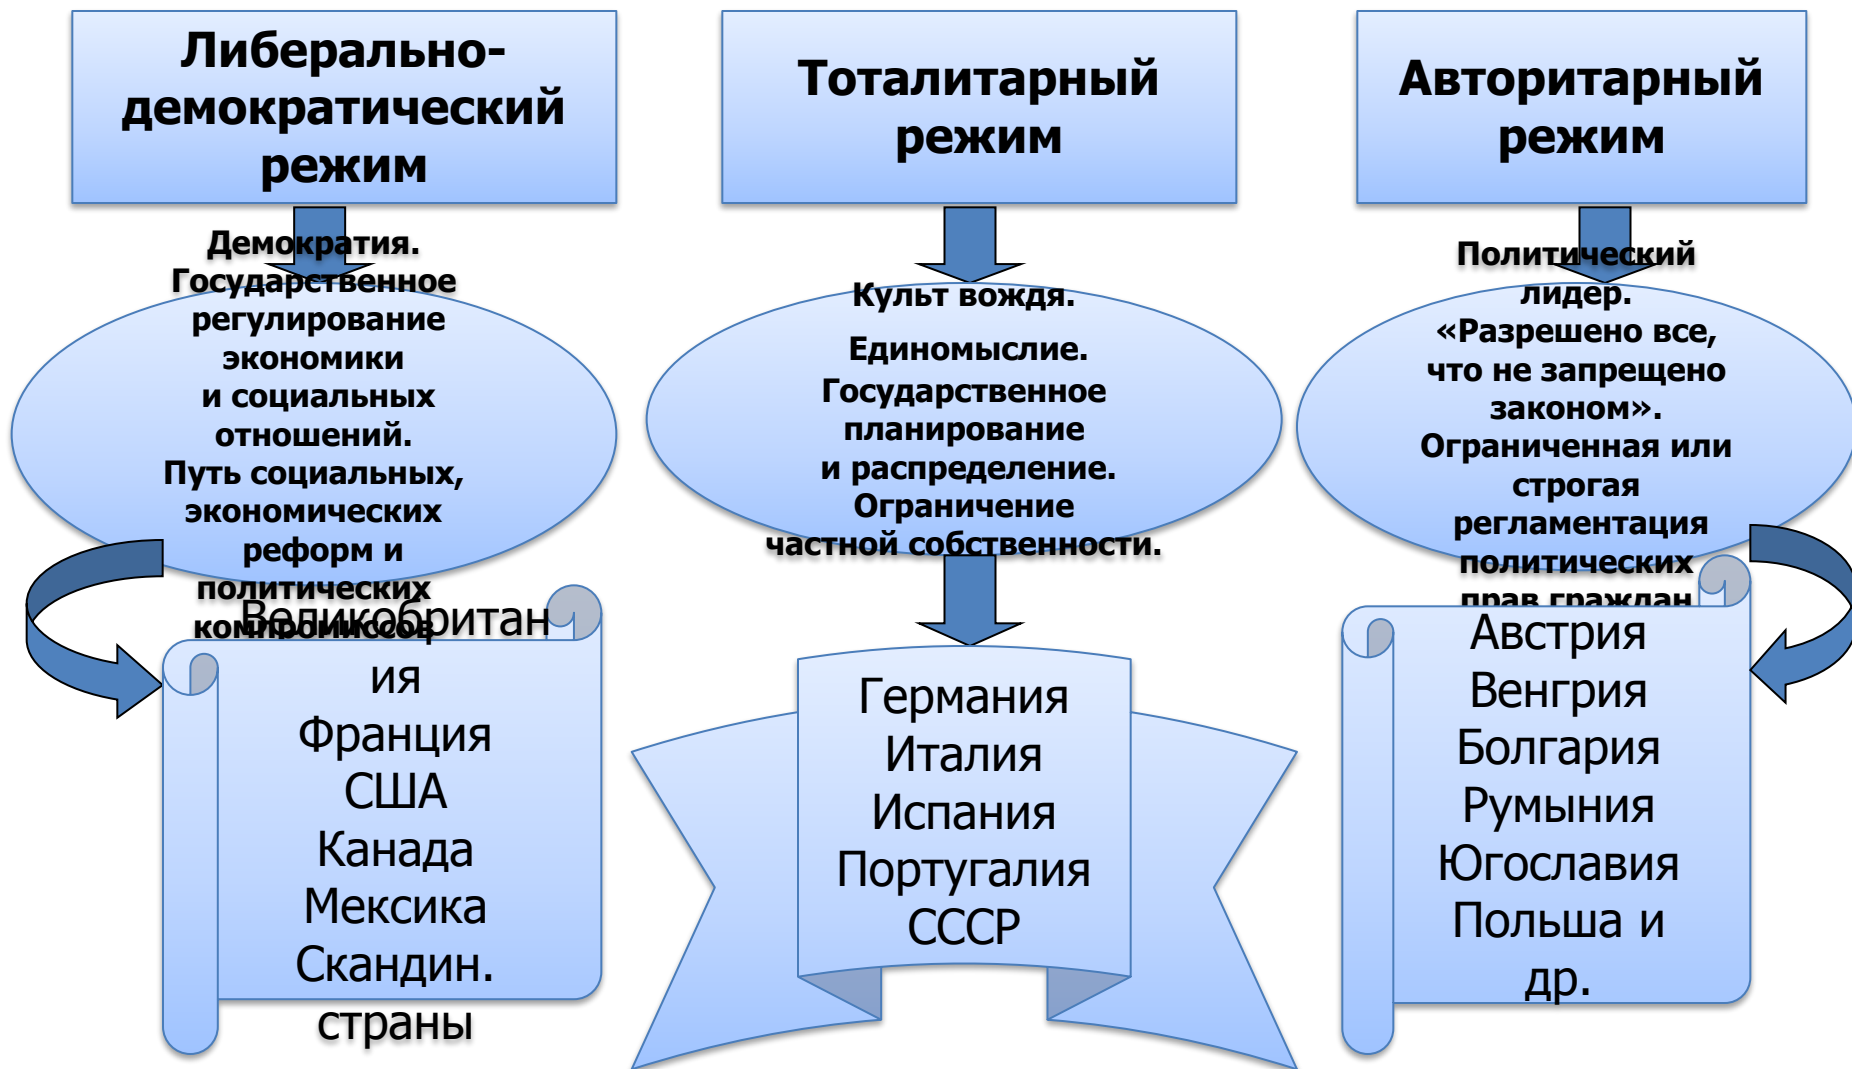 Либерально-
демократический
режим
Демократия.
Государственное
регулирование
экономики
и социальных
отношений.
Путь социальных,
экономических
реформ и
политических
компромиссов
Великобритан
ия
Франция
США
Канада
Мексика
Скандин.
страны
Тоталитарный
режим
Культ вождя.
Единомыслие.
Государственное
планирование
и распределение.
Ограничение
частной собственности.
Германия
Италия
Испания
Португалия
СССР
Авторитарный
режим
Политический
лидер.
«Разрешено все,
что не запрещено
законом».
Ограниченная или
строгая
регламентация
политических
прав граждан
Австрия
Венгрия
Болгария
Румыния
Югославия
Польша и
др.